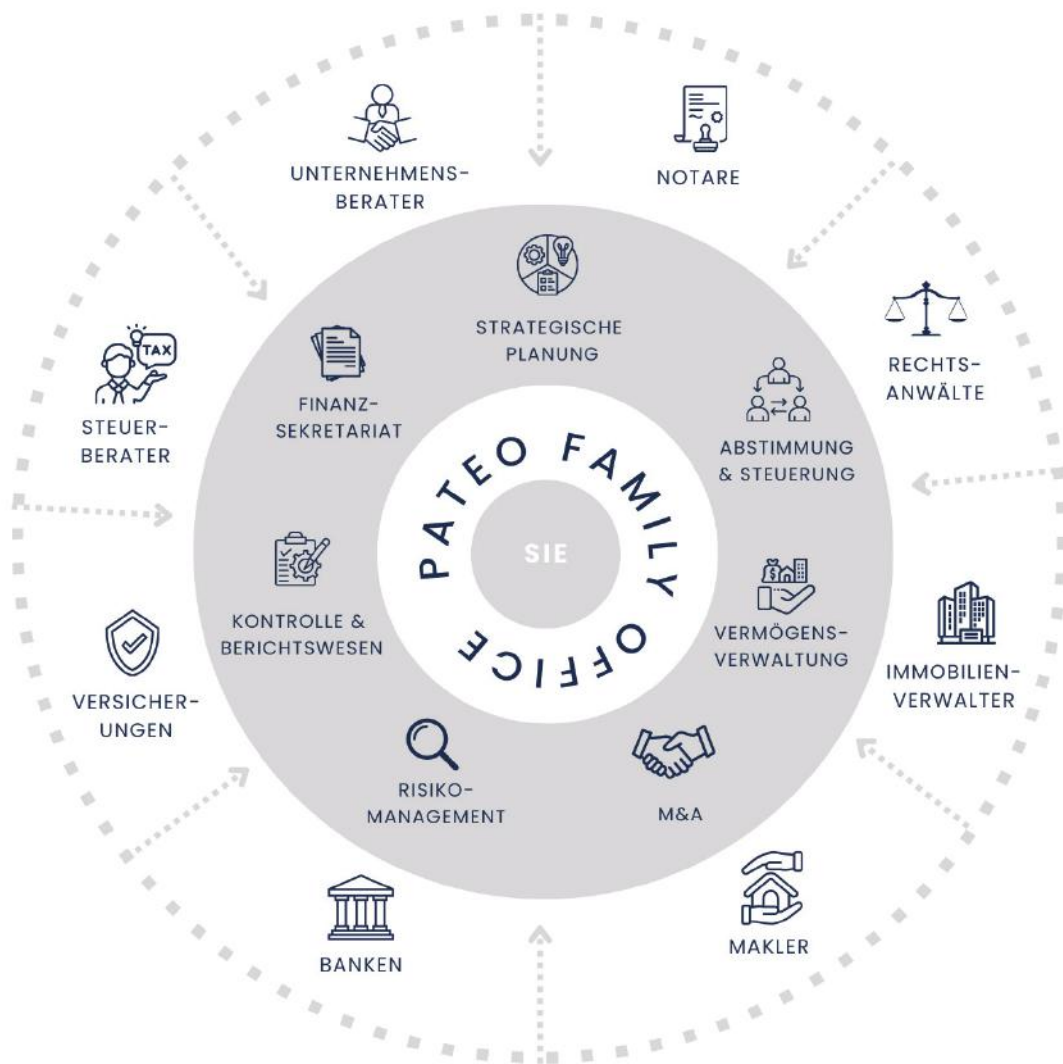 UNTERNEHMENS-
BERATER
NOTARE
STRATEGISCHE
PLANUNG
RECHTS-
ANWÄLTE
TAX
STEUER-
BERATER
FINANZ-
SEKRETARIAT
ABSTIMMUNG
& STEUERUNG
PATEO FAMILY OFFICE
SIE
KONTROLLE &
BERICHTSWESEN
VERMÖGENS-
VERWALTUNG
VERSICHER-
UNGEN
IMMOBILIEN-
VERWALTER
RISIKO-
MANAGEMENT
M&A
BANKEN
MAKLER